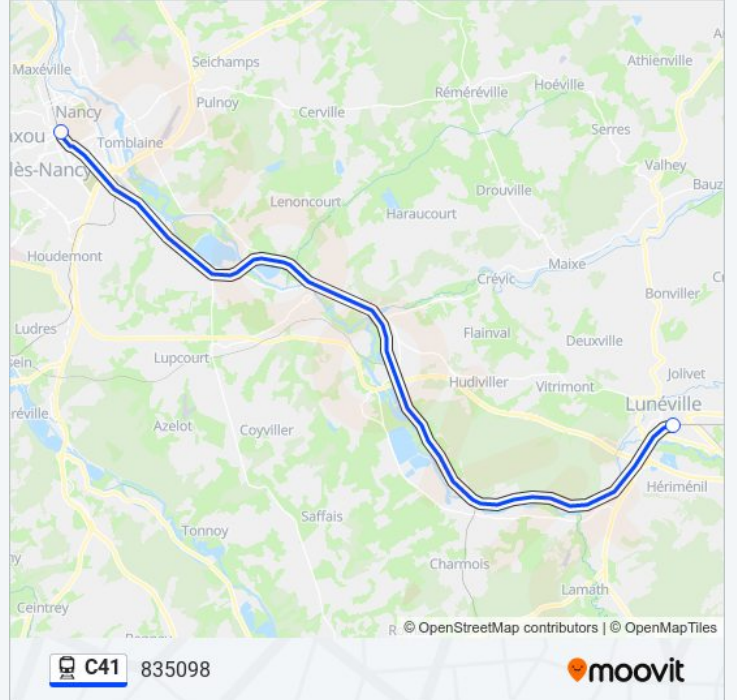 Athienville
Seichamps
Maxéville
Hoéville
Réméréville
Pulnoy
Nancy
Cerville
Serres
Tomblaine
lès-Nancy
Valhey
Bauz
Drouville
Lenoncourt
Haraucourt
Houdemont
Maixe
Crévic
Bonviller
Ludres
Flainval
Deuxville
Lupcourt
Jolivet
Hudiviller
Vitrimont
Lunéville
réville
Azelot
Coyviller
Hériménil
Saffais
Tonnoy
Charmois
Lamath
Ceintrey
© OpenStreetMap contributors | © OpenMapTiles
C41 835098 moovit